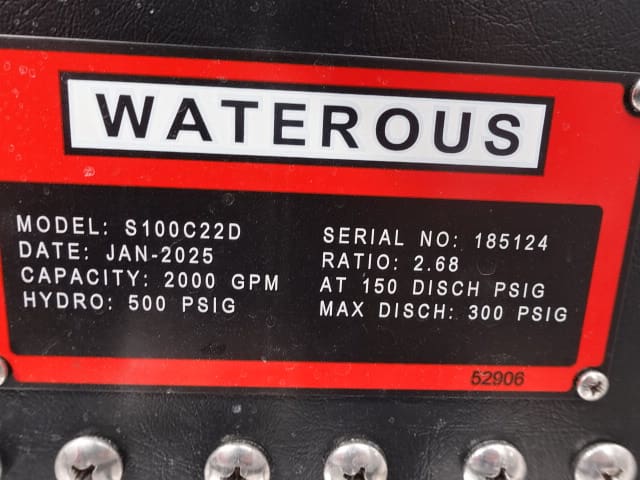 WATEROUS
MODEL: S100C22D
DATE: JAN-2025
CAPACITY: 2000 GPM
HYDRO: 500 PSIG
SERIAL NO: 185124
RATIO: 2.68
AT 150 DISCH PSIG
MAX DISCH: 300 PSIG
52906